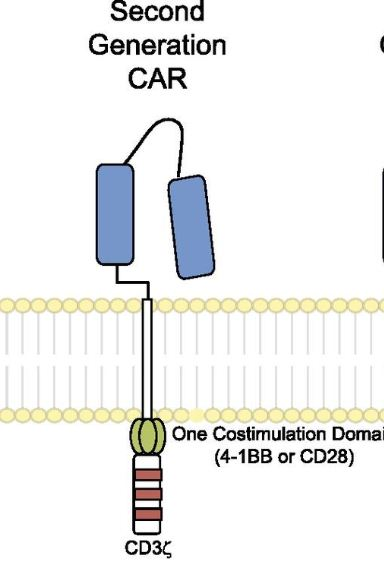 Second
Generation
CAR
One Costimulation Domai
(4-1BB or CD28)
CD3ζ